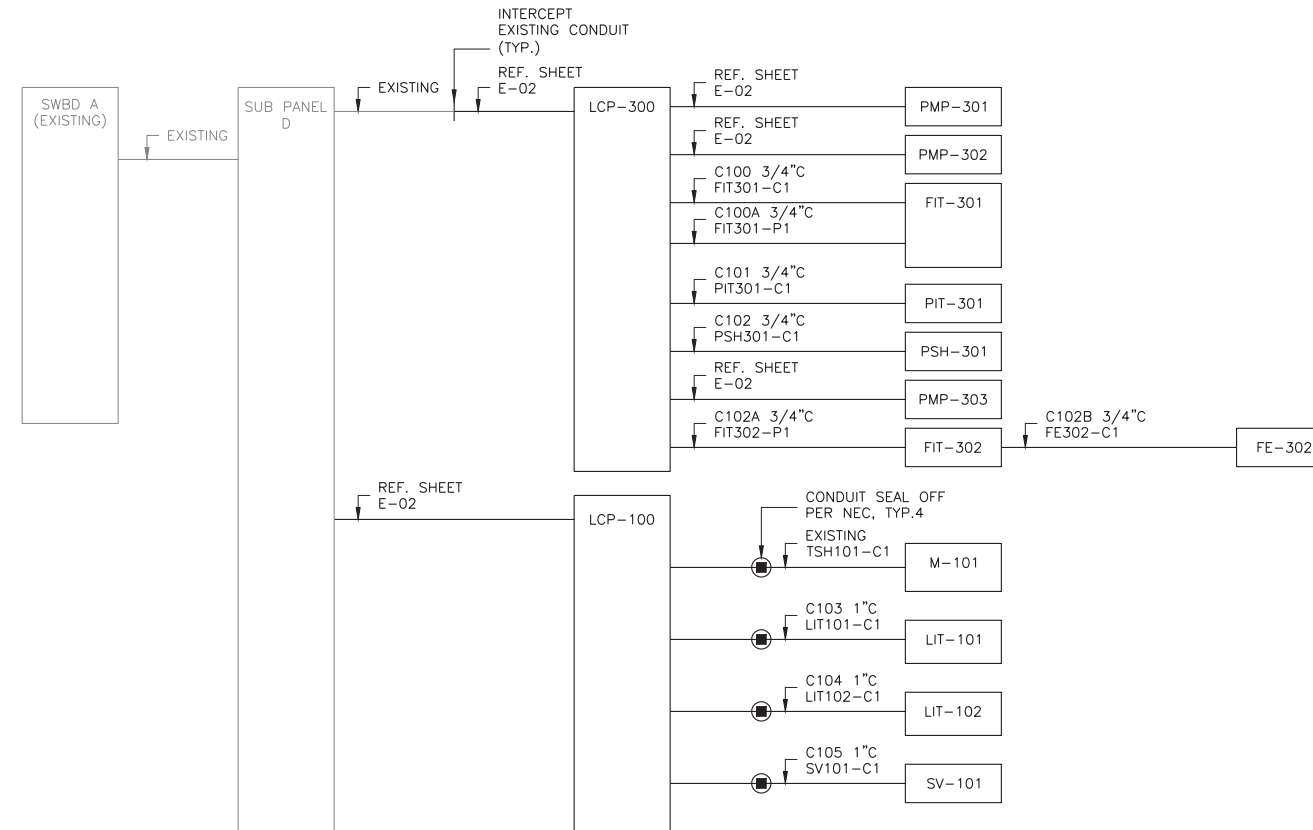 INTERCEPT
EXISTING CONDUIT
(TYP.)
SWBD A
(EXISTING)
EXISTING
SUB PANEL
D
EXISTING
REF. SHEET
E-02
LCP-300
REF. SHEET
E-02
PMP-301
REF. SHEET
E-02
PMP-302
C100 3/4"C
FIT301-C1
FIT-301
C100A 3/4"C
FIT301-P1
C101 3/4"C
PIT301-C1
PIT-301
C102 3/4"C
PSH301-C1
PSH-301
REF. SHEET
E-02
PMP-303
C102A 3/4"C
FIT302-P1
FIT-302
C102B 3/4"C
FE302-C1
FE-302
REF. SHEET
E-02
LCP-100
CONDUIT SEAL OFF
PER NEC, TYP.4
EXISTING
TSH101-C1
M-101
C103 1"C
LIT101-C1
LIT-101
C104 1"C
LIT102-C1
LIT-102
C105 1"C
SV101-C1
SV-101